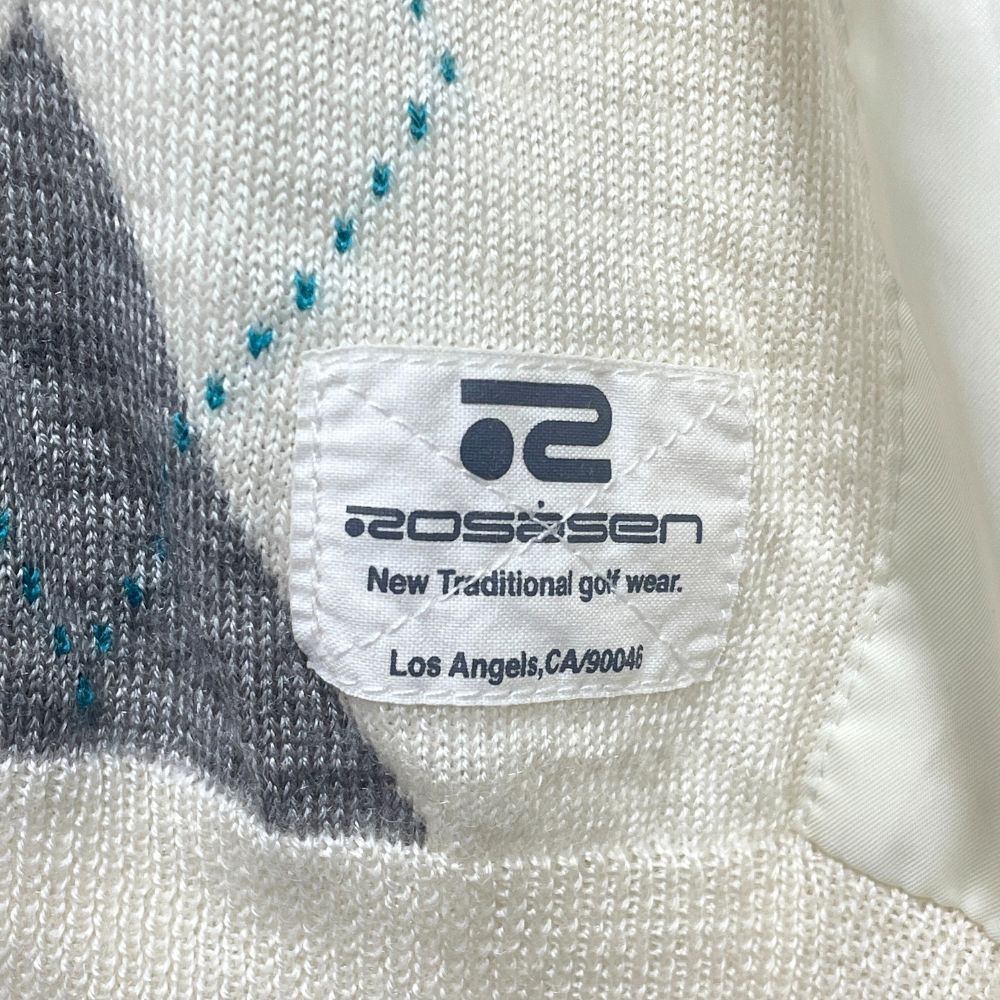 Rosasen
New Traditional golf wear.
Los Angels,CA/90046